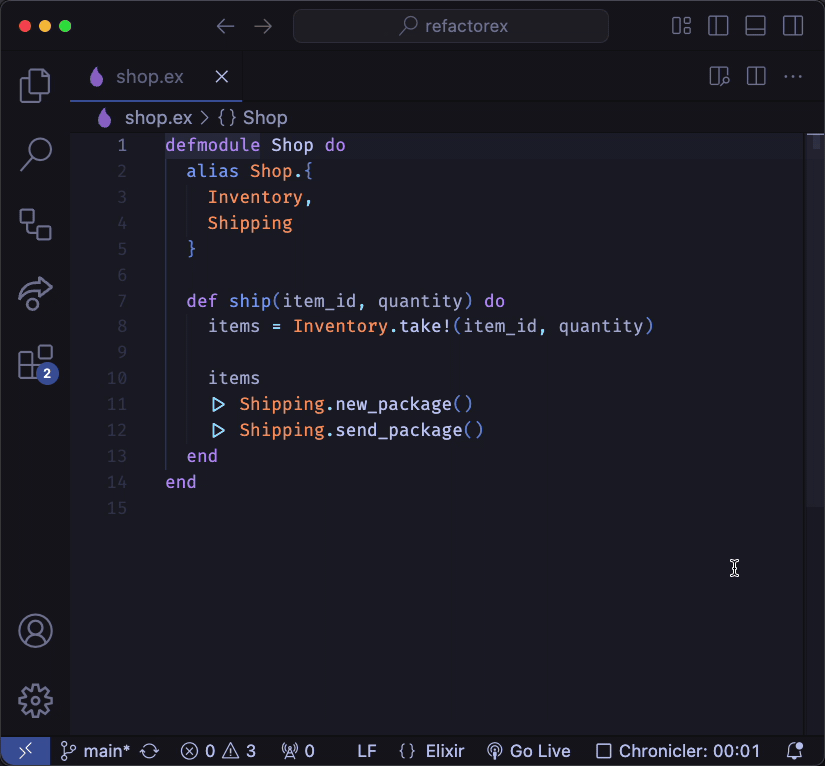 refactorex
shop.ex
shop.ex > {} Shop
1 defmodule Shop do
2 alias Shop.{
3 Inventory,
4 Shipping
5 }
6
7 def ship(item_id, quantity) do
8 items = Inventory.take!(item_id, quantity)
9
10 items
11 |> Shipping.new_package()
12 |> Shipping.send_package()
13 end
14 end
15
2
main* 0 3 0 LF {} Elixir Go Live Chronicler: 00:01